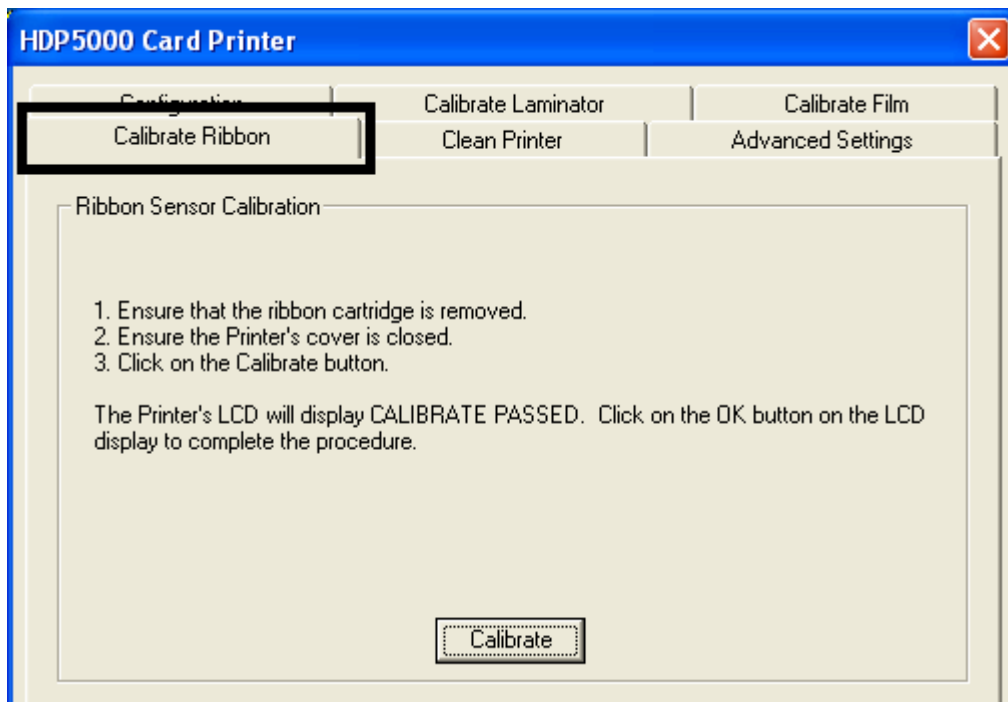 HDP5000 Card Printer
Configuration
Calibrate Laminator
Calibrate Film
Calibrate Ribbon
Clean Printer
Advanced Settings
Ribbon Sensor Calibration
1. Ensure that the ribbon cartridge is removed.
2. Ensure the Printer's cover is closed.
3. Click on the Calibrate button.
The Printer's LCD will display CALIBRATE PASSED. Click on the OK button on the LCD
display to complete the procedure.
Calibrate